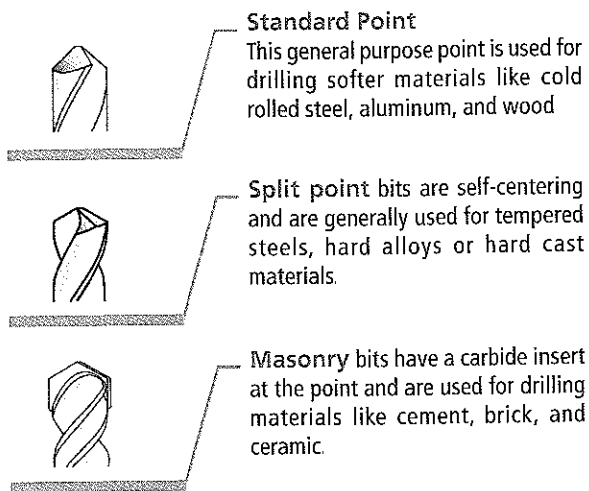 Standard Point
This general purpose point is used for
drilling softer materials like cold
rolled steel, aluminum, and wood
Split point bits are self-centering
and are generally used for tempered
steels, hard alloys or hard cast
materials.
Masonry bits have a carbide insert
at the point and are used for drilling
materials like cement, brick, and
ceramic.